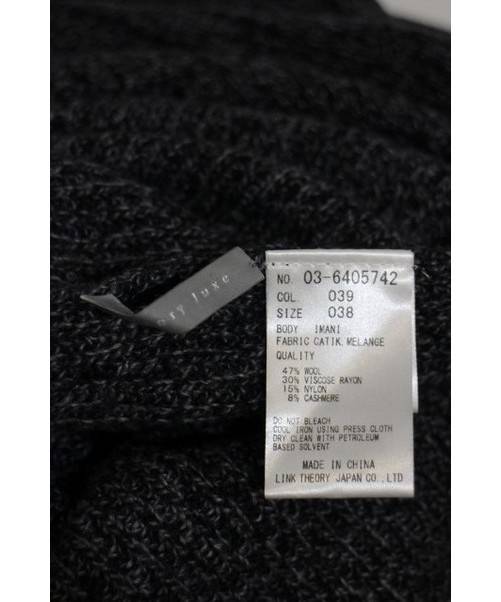 ory luxe
NO. 03-6405742
COL 039
SIZE 038
BODY IMANI
FABRIC CATIK. MELANGE
QUALITY
47% WOOL
30% VISCOSE RAYON
15% NYLON
8% CASHMERE
DO NOT BLEACH
COOL IRON USING PRESS CLOTH
DRY CLEAN WITH PETROLEUM
BASED SOLVENT
MADE IN CHINA
LINK THEORY JAPAN CO.,LTD